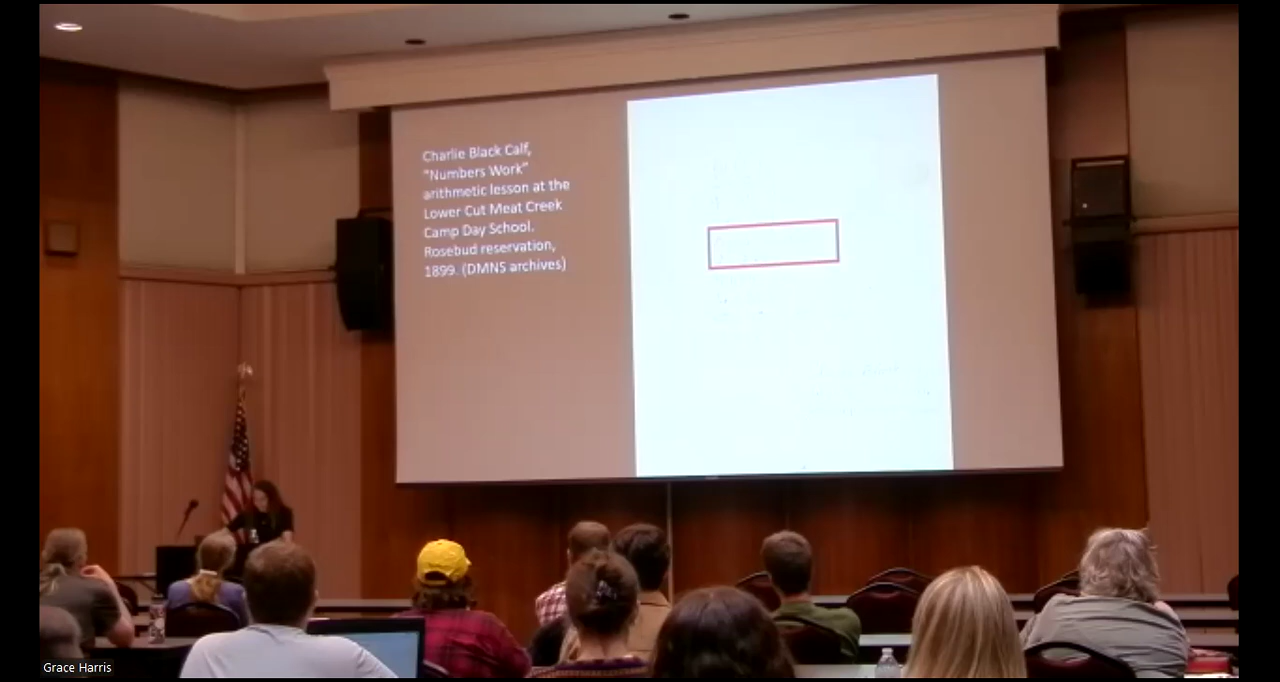 Charlie Black Calf,
"Numbers Work"
arithmetic lesson at the
Lower Cut Meat Creek
Camp Day School.
Rosebud reservation,
1899. (DMNS archives)
Grace Harris